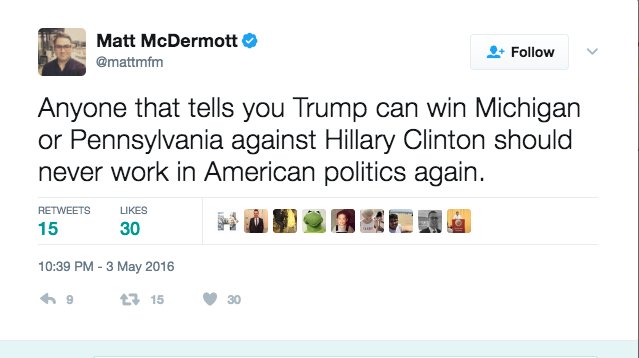 Matt McDermott
@mattmfm
Follow
Anyone that tells you Trump can win Michigan
or Pennsylvania against Hillary Clinton should
never work in American politics again.
RETWEETS LIKES
15 30
10:39 PM - 3 May 2016
9 15 30